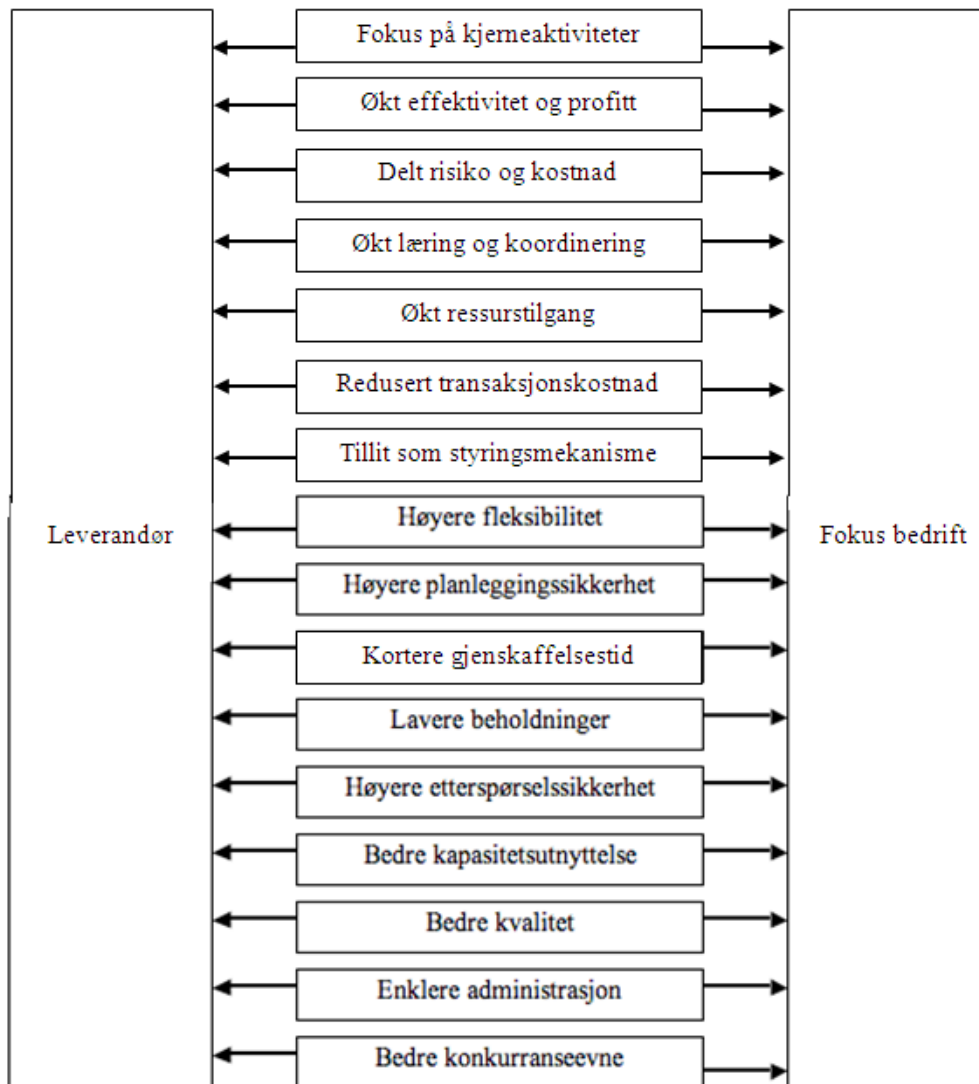 Fokus på kjerneaktiviteter
Økt effektivitet og profitt
Delt risiko og kostnad
Økt læring og koordinering
Økt ressurstilgang
Redusert transaksjonskostnad
Tillit som styringsmekanisme
Høyere fleksibilitet
Leverandør
Fokus bedrift
Høyere planleggingssikkerhet
Kortere gjenskaffelsestid
Lavere beholdninger
Høyere etterspørselssikkerhet
Bedre kapasitetsutnyttelse
Bedre kvalitet
Enklere administrasjon
Bedre konkurranseevne